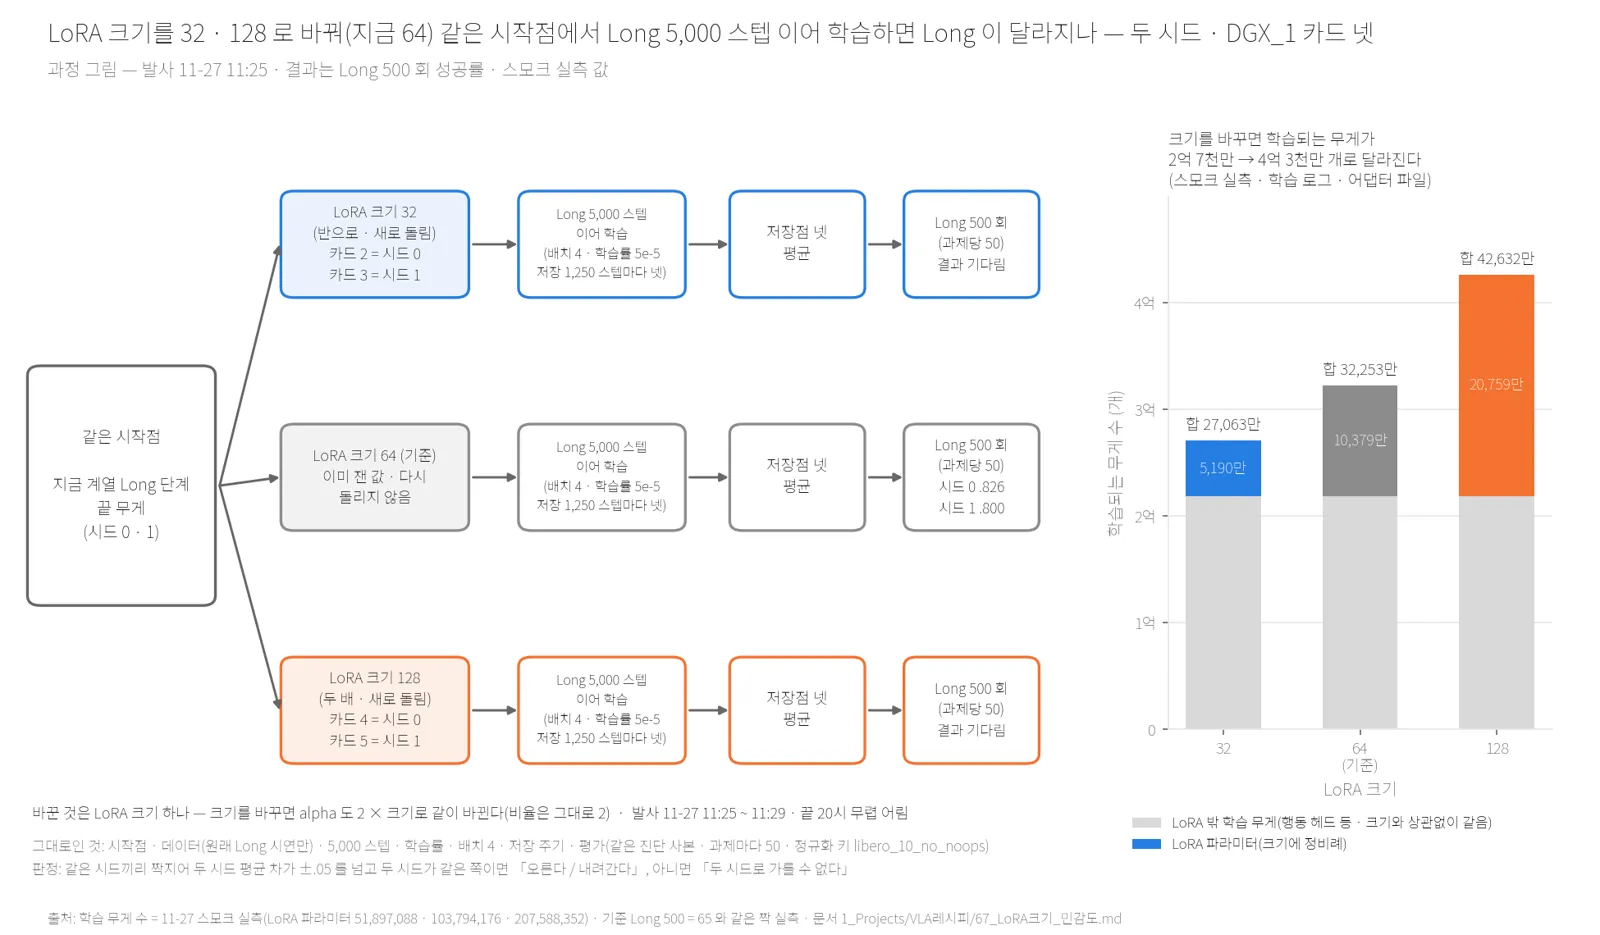 LoRA 크기를 32 · 128 로 바꿔(지금 64) 같은 시작점에서 Long 5,000 스텝 이어 학습하면 Long 이 달라지나 — 두 시드 · DGX_1 카드 넷
과정 그림 — 발사 11-27 11:25 · 결과는 Long 500 회 성공률 · 스모크 실측 값
같은 시작점
지금 계열 Long 단계
끝 무게
(시드 0 · 1)
LoRA 크기 32
(반으로 · 새로 돌림)
카드 2 = 시드 0
카드 3 = 시드 1
Long 5,000 스텝
이어 학습
(배치 4 · 학습률 5e-5
저장 1,250 스텝마다 넷)
저장점 넷
평균
Long 500 회
(과제당 50)
결과 기다림
LoRA 크기 64 (기준)
이미 잰 값 · 다시
돌리지 않음
Long 5,000 스텝
이어 학습
(배치 4 · 학습률 5e-5
저장 1,250 스텝마다 넷)
저장점 넷
평균
Long 500 회
(과제당 50)
시드 0 .826
시드 1 .800
LoRA 크기 128
(두 배 · 새로 돌림)
카드 4 = 시드 0
카드 5 = 시드 1
Long 5,000 스텝
이어 학습
(배치 4 · 학습률 5e-5
저장 1,250 스텝마다 넷)
저장점 넷
평균
Long 500 회
(과제당 50)
결과 기다림
크기를 바꾸면 학습되는 무게가
2억 7천만 → 4억 3천만 개로 달라진다
(스모크 실측 · 학습 로그 · 어댑터 파일)
학습되는 무게 수 (개)
4억
3억
2억
1억
0
합 27,063만
5,190만
합 32,253만
10,379만
합 42,632만
20,759만
32
64
(기준)
128
LoRA 크기
LoRA 밖 학습 무게(행동 헤드 등 · 크기와 상관없이 같음)
LoRA 파라미터(크기에 정비례)
바꾼 것은 LoRA 크기 하나 — 크기를 바꾸면 alpha 도 2 × 크기로 같이 바뀐다(비율은 그대로 2) · 발사 11-27 11:25 ~ 11:29 · 끝 20시 무렵 어림
그대로인 것: 시작점 · 데이터(원래 Long 시연만) · 5,000 스텝 · 학습률 · 배치 4 · 저장 주기 · 평가(같은 진단 사본 · 과제마다 50 · 정규화 키 libero_10_no_noops)
판정: 같은 시드끼리 짝지어 두 시드 평균 차가 ±.05 를 넘고 두 시드가 같은 쪽이면 「오른다 / 내려간다」, 아니면 「두 시드로 가를 수 없다」
출처: 학습 무게 수 = 11-27 스모크 실측(LoRA 파라미터 51,897,088 · 103,794,176 · 207,588,352) · 기준 Long 500 = 65 와 같은 짝 실측 · 문서 1_Projects/VLA레시피/67_LoRA크기_민감도.md